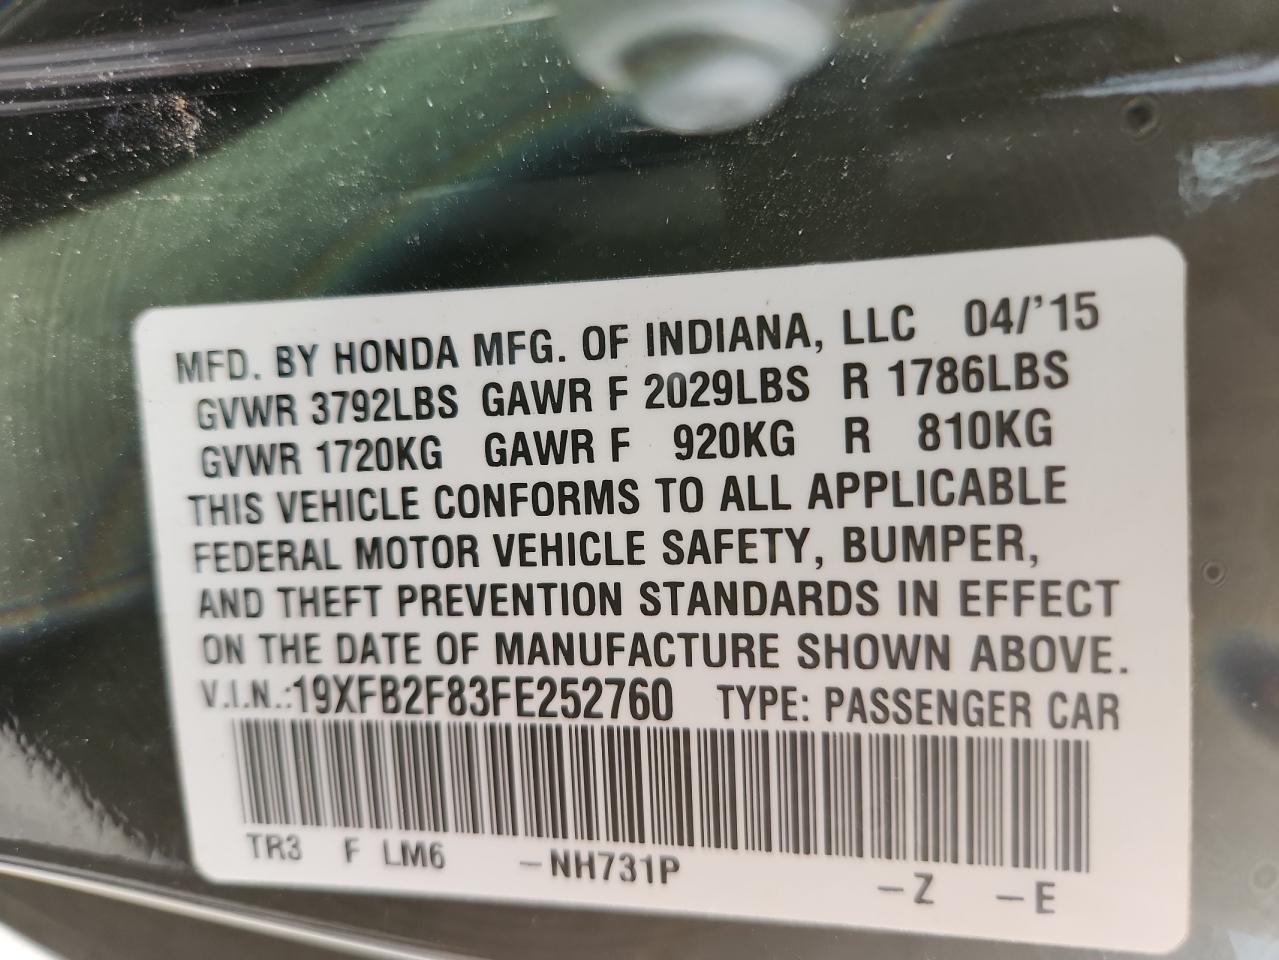 MFD. BY HONDA MFG. OF INDIANA, LLC 04/'15
GVWR 3792LBS GAWR F 2029LBS R 1786LBS
GVWR 1720KG GAWR F 920KG R 810KG
THIS VEHICLE CONFORMS TO ALL APPLICABLE
FEDERAL MOTOR VEHICLE SAFETY, BUMPER,
AND THEFT PREVENTION STANDARDS IN EFFECT
ON THE DATE OF MANUFACTURE SHOWN ABOVE.
V.I.N.:19XFB2F83FE252760 TYPE: PASSENGER CAR
TR3 F LM6 –NH731P –Z –E